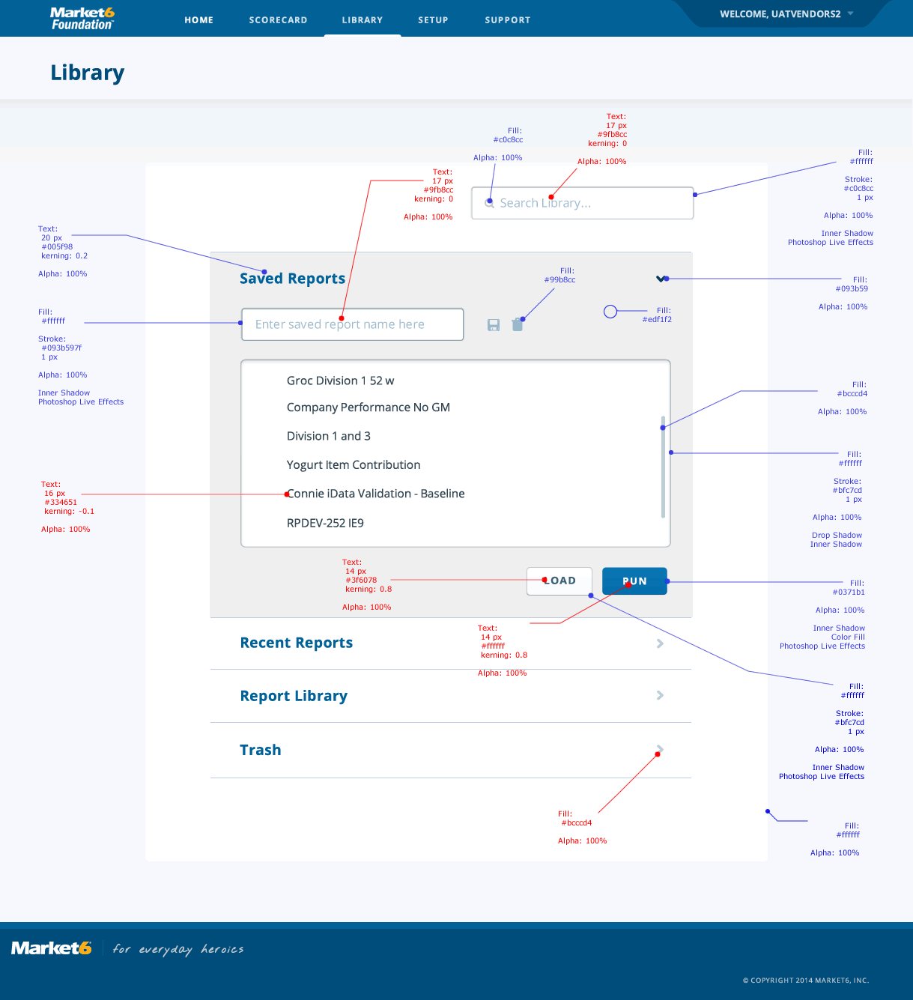 Market6
Foundation
HOME
SCORECARD
LIBRARY
SETUP
SUPPORT
WELCOME, UATVENDORS2
Library
Text:
17 px
#9fb8cc
kerning: 0
Alpha: 100%
Fill:
#c0c8cc
Alpha: 100%
Fill:
#ffffff
Stroke:
#c0c8cc
1 px
Alpha: 100%
Inner Shadow
Photoshop Live Effects
Text:
17 px
#9fb8cc
kerning: 0
Alpha: 100%
Search Library...
Text:
20 px
#005f98
kerning: 0.2
Alpha: 100%
Saved Reports
Fill:
#99b8cc
Fill:
#093b59
Alpha: 100%
Fill:
#ffffff
Stroke:
#093b597f
1 px
Alpha: 100%
Inner Shadow
Photoshop Live Effects
Enter saved report name here
Fill:
#edf1f2
Groc Division 1 52 w
Company Performance No GM
Division 1 and 3
Yogurt Item Contribution
Connie iData Validation - Baseline
RPDEV-252 IE9
Fill:
#bcccd4
Alpha: 100%
Fill:
#ffffff
Stroke:
#bfc7cd
1 px
Alpha: 100%
Drop Shadow
Inner Shadow
Text:
16 px
#334651
kerning: -0.1
Alpha: 100%
Text:
14 px
#3f6078
kerning: 0.8
Alpha: 100%
LOAD
RUN
Fill:
#0371b1
Alpha: 100%
Inner Shadow
Color Fill
Photoshop Live Effects
Text:
14 px
#ffffff
kerning: 0.8
Alpha: 100%
Recent Reports
Report Library
Fill:
#ffffff
Stroke:
#bfc7cd
1 px
Alpha: 100%
Inner Shadow
Photoshop Live Effects
Trash
Fill:
#bcccd4
Alpha: 100%
Fill:
#ffffff
Alpha: 100%
Market6
for everyday heroics
© COPYRIGHT 2014 MARKET6, INC.